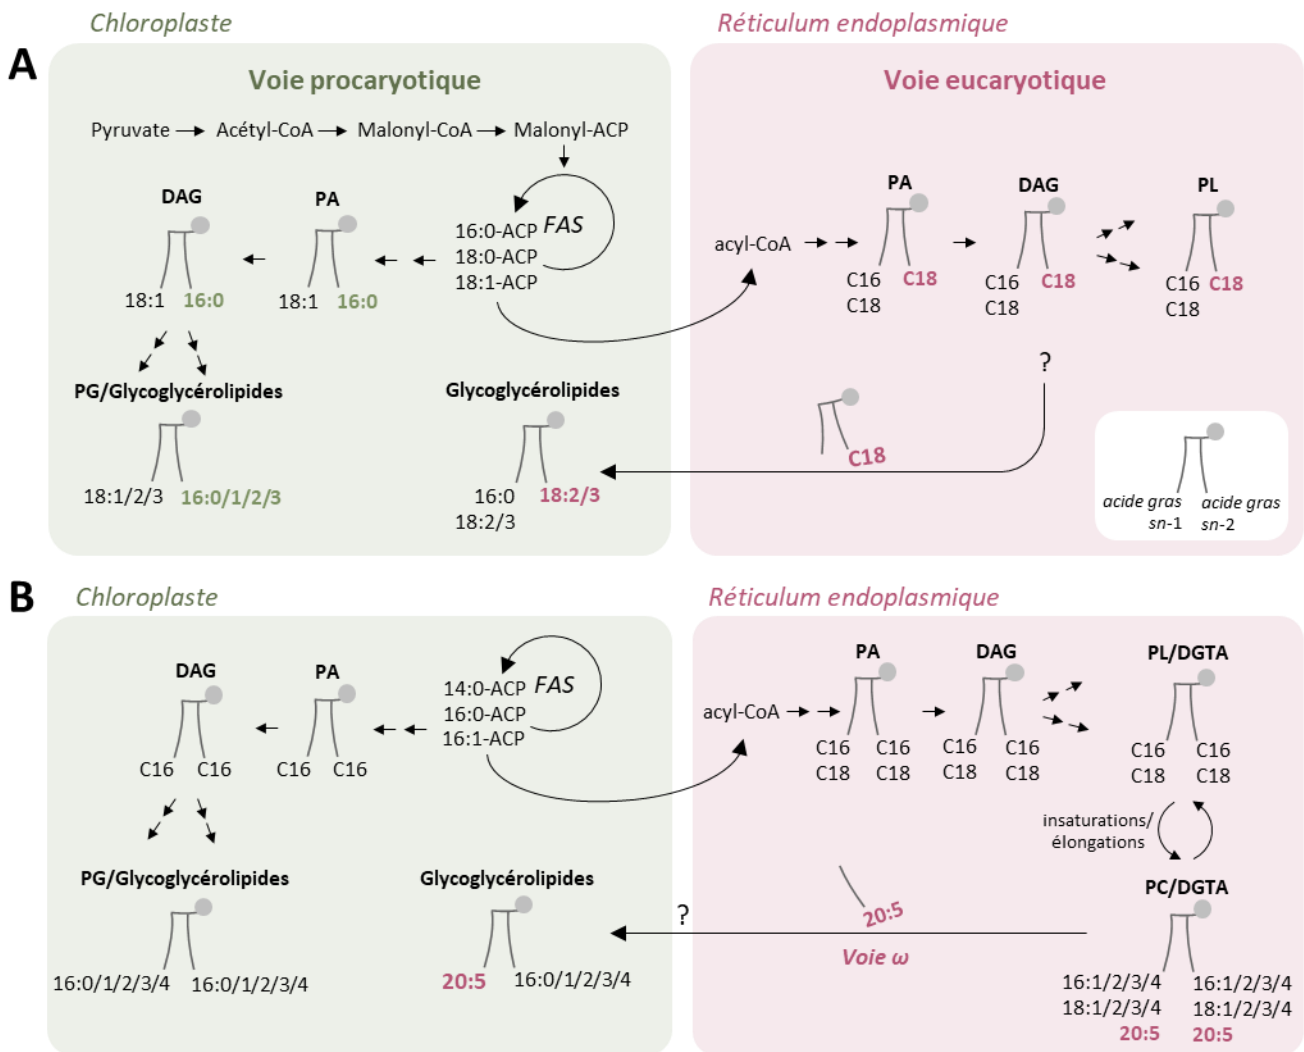 Chloroplaste
Réticulum endoplasmique
A
Voie procaryotique
Voie eucaryotique
Pyruvate
Acétyl-CoA
Malonyl-CoA
Malonyl-ACP
DAG
PA
16:0-ACP
18:0-ACP
18:1-ACP
FAS
18:1 16:0
18:1 16:0
PG/Glycoglycérolipides
18:1/2/3 16:0/1/2/3
Glycoglycérolipides
16:0
18:2/3
18:2/3
acyl-CoA
PA
DAG
PL
C16 C18
C18
C16 C18
C18
C16 C18
C18
?
C18
acide gras
sn-1
acide gras
sn-2
B
Chloroplaste
Réticulum endoplasmique
DAG
PA
14:0-ACP
16:0-ACP
16:1-ACP
FAS
C16 C16
C16 C16
PG/Glycoglycérolipides
16:0/1/2/3/4 16:0/1/2/3/4
Glycoglycérolipides
20:5 16:0/1/2/3/4
acyl-CoA
PA
DAG
PL/DGTA
C16 C16
C18 C18
C16 C16
C18 C18
C16 C16
C18 C18
insaturations/
élongations
PC/DGTA
16:1/2/3/4 16:1/2/3/4
18:1/2/3/4 18:1/2/3/4
20:5 20:5
20:5
?
Voie ω